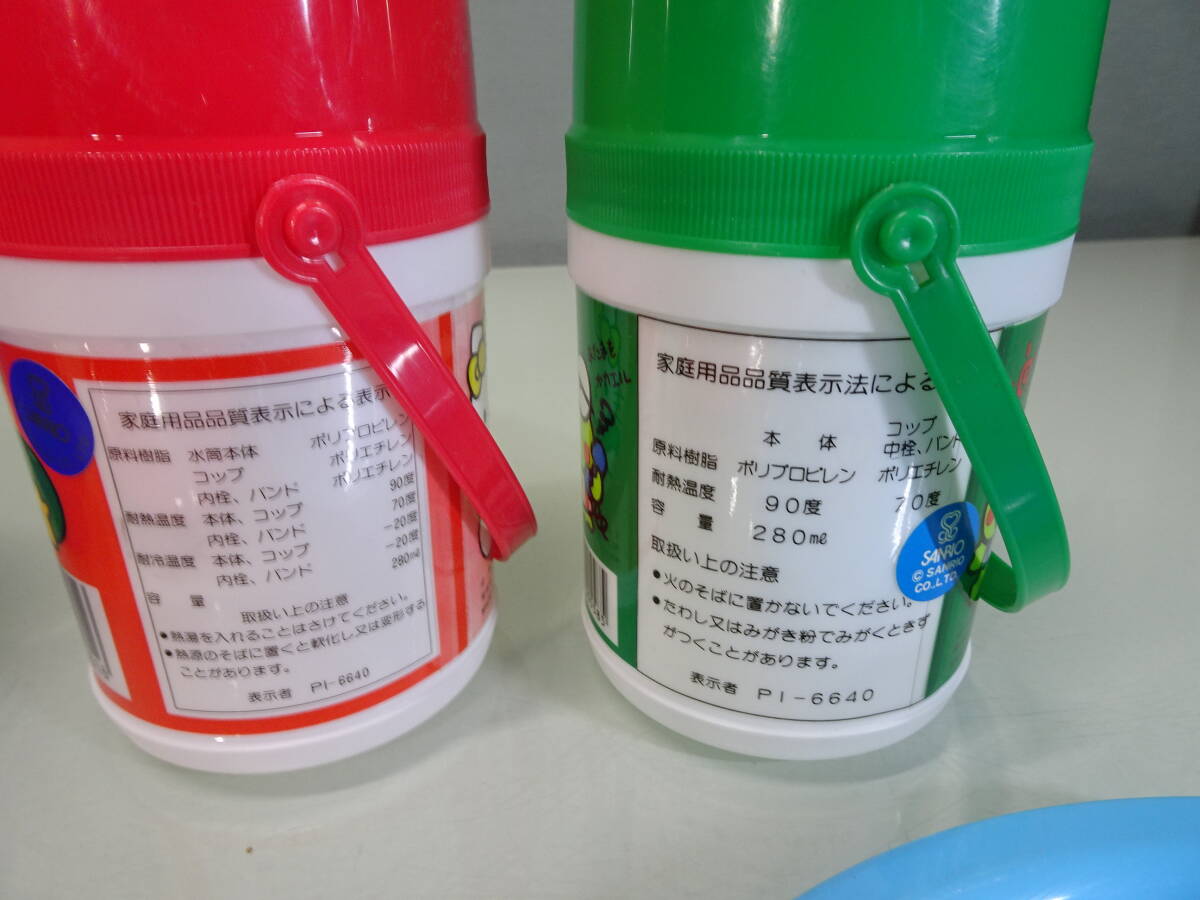 家庭用品品質表示による表示
原料樹脂 水筒本体 ポリプロピレン
コップ ポリエチレン
内栓、バンド ポリエチレン
耐熱温度 本体、コップ 90度
内栓、バンド 70度
耐冷温度 本体、コップ -20度
内栓、バンド -20度
容量 280mℓ
取扱い上の注意
●熱湯を入れることはさけてください。
●熱源のそばに置くと軟化し又は変形する
ことがあります。
表示者 PI-6640
家庭用品品質表示法による
本体 コップ
中栓、バンド
原料樹脂 ポリプロピレン ポリエチレン
耐熱温度 90度 70度
容量 280mℓ
取扱い上の注意
●火のそばに置かないでください。
●たわし又はみがき粉でみがくときず
がつくことがあります。
表示者 PI-6640
SANRIO
© SANRIO
CO.,LTD.